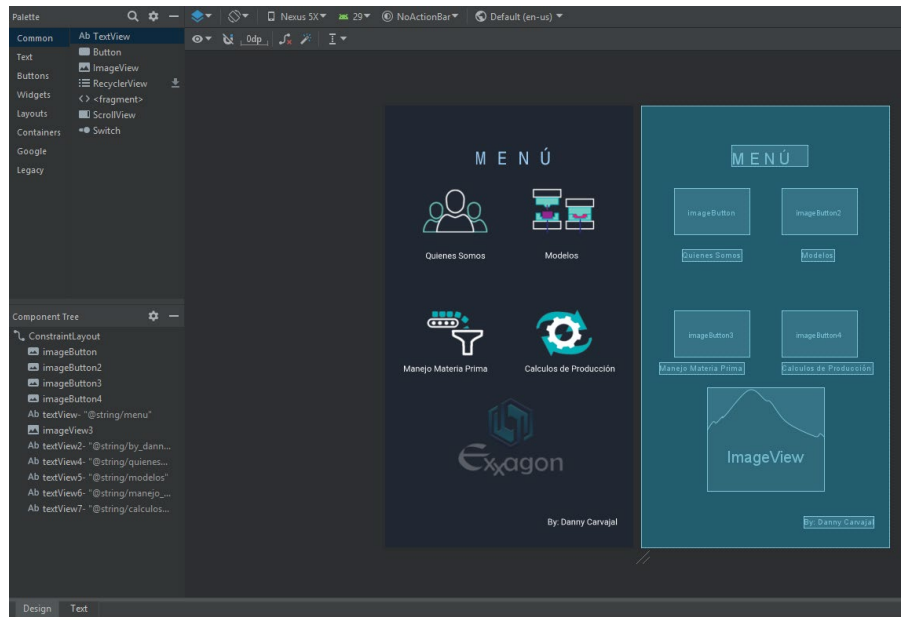 Palette
Nexus 5X
29
NoActionBar
Default (en-us)
Common
Text
Buttons
Widgets
Layouts
Containers
Google
Legacy
Ab TextView
Button
ImageView
RecyclerView
<> <fragment>
ScrollView
Switch
0dp
Component Tree
ConstraintLayout
imageButton
imageButton2
imageButton3
imageButton4
Ab textView- "@string/menu"
imageView3
Ab textView2- "@string/by_dann...
Ab textView4- "@string/quienes...
Ab textView5- "@string/modelos"
Ab textView6- "@string/manejo_...
Ab textView7- "@string/calculos...
MENÚ
Quienes Somos
Modelos
Manejo Materia Prima
Calculos de Producción
Exxagon
By: Danny Carvajal
MENÚ
imageButton
imageButton2
Quienes Somos
Modelos
imageButton3
imageButton4
Manejo Materia Prima
Calculos de Producción
ImageView
By: Danny Carvajal
Design
Text